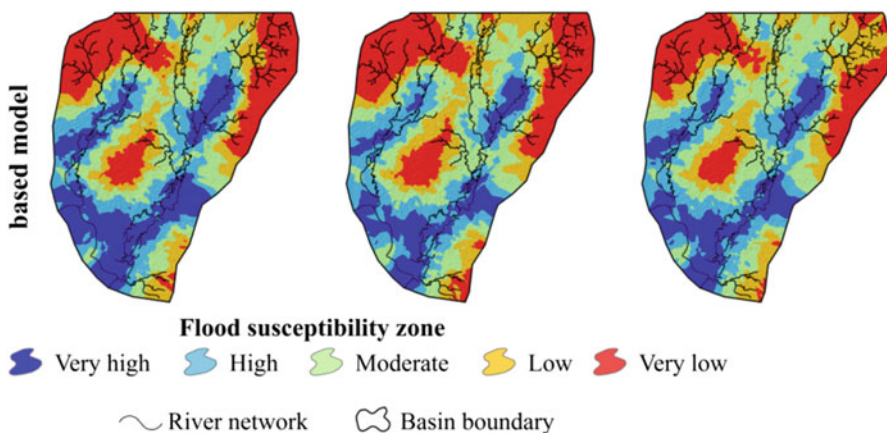 based model
Flood susceptibility zone
Very high High Moderate Low Very low
River network Basin boundary